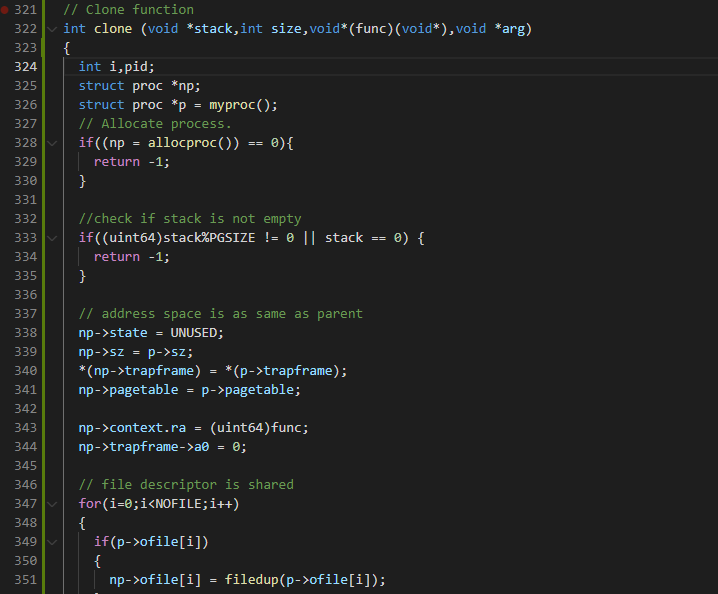 321 // Clone function
322 int clone (void *stack,int size,void*(func)(void*),void *arg)
323 {
324 int i,pid;
325 struct proc *np;
326 struct proc *p = myproc();
327 // Allocate process.
328 if((np = allocproc()) == 0){
329 return -1;
330 }
331
332 //check if stack is not empty
333 if((uint64)stack%PGSIZE != 0 || stack == 0) {
334 return -1;
335 }
336
337 // address space is as same as parent
338 np->state = UNUSED;
339 np->sz = p->sz;
340 *(np->trapframe) = *(p->trapframe);
341 np->pagetable = p->pagetable;
342
343 np->context.ra = (uint64)func;
344 np->trapframe->a0 = 0;
345
346 // file descriptor is shared
347 for(i=0;i<NOFILE;i++)
348 {
349 if(p->ofile[i])
350 {
351 np->ofile[i] = filedup(p->ofile[i]);